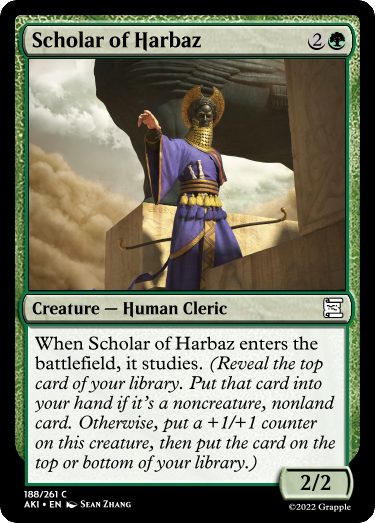 Scholar of Harbaz 2
Creature — Human Cleric
When Scholar of Harbaz enters the
battlefield, it studies. (Reveal the top
card of your library. Put that card into
your hand if it's a noncreature, nonland
card. Otherwise, put a +1/+1 counter
on this creature, then put the card on the
top or bottom of your library.)
2/2
188/261 C
AKI • EN Sean Zhang
©2022 Grapple